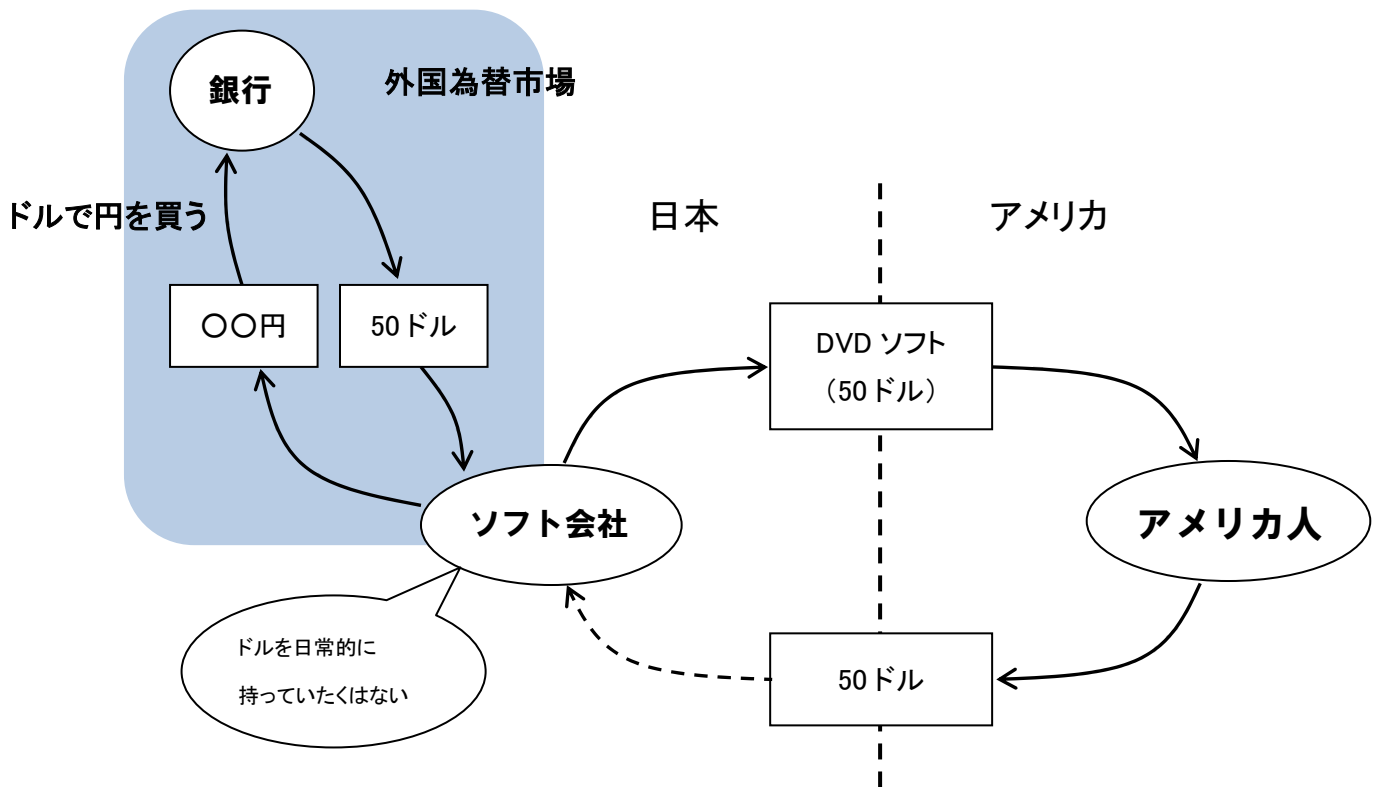 銀行
外国為替市場
ドルで円を買う
日本
アメリカ
〇〇円
50ドル
DVD ソフト
（50ドル）
ソフト会社
アメリカ人
ドルを日常的に
持っていたくはない
50ドル